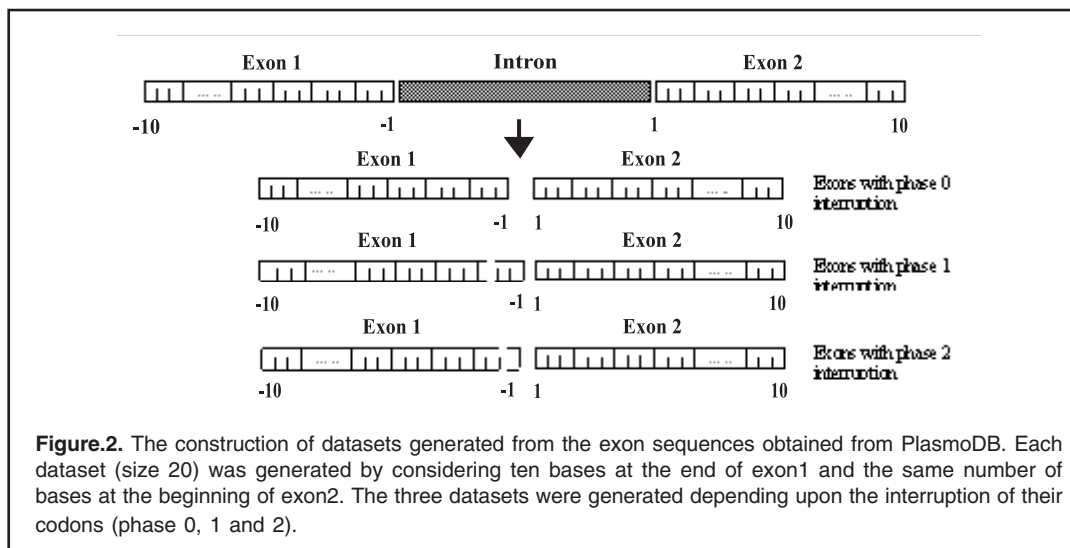 Exon 1 Intron Exon 2
... .. ... ..
-10 -1 1 10
Exon 1 Exon 2
... .. ... .. Exons with phase 0
interruption
-10 -1 1 10
Exon 1 Exon 2
... .. ... .. Exons with phase 1
interruption
-10 -1 1 10
Exon 1 Exon 2
... .. ... .. Exons with phase 2
interruption
-10 -1 1 10
Figure.2. The construction of datasets generated from the exon sequences obtained from PlasmoDB. Each
dataset (size 20) was generated by considering ten bases at the end of exon1 and the same number of
bases at the beginning of exon2. The three datasets were generated depending upon the interruption of their
codons (phase 0, 1 and 2).